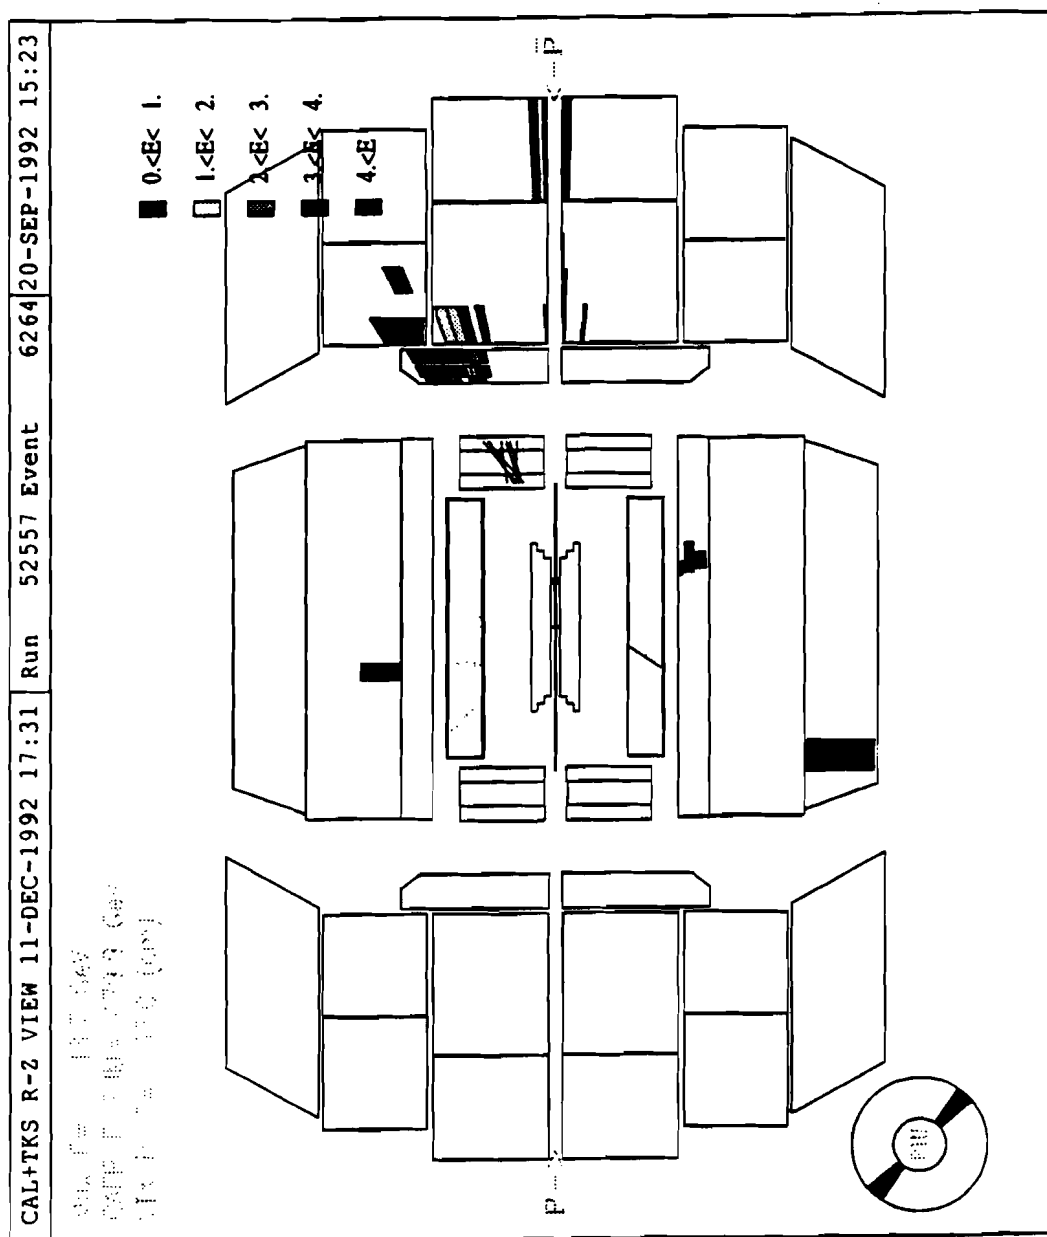 CAL+TKS R-Z VIEW 11-DEC-1992 17:31 Run 52557 Event 6264 20-SEP-1992 15:23
0.<E< 1.
1.<E< 2.
2.<E< 3.
3.<E< 4.
4.<E
P
P̅
PHI